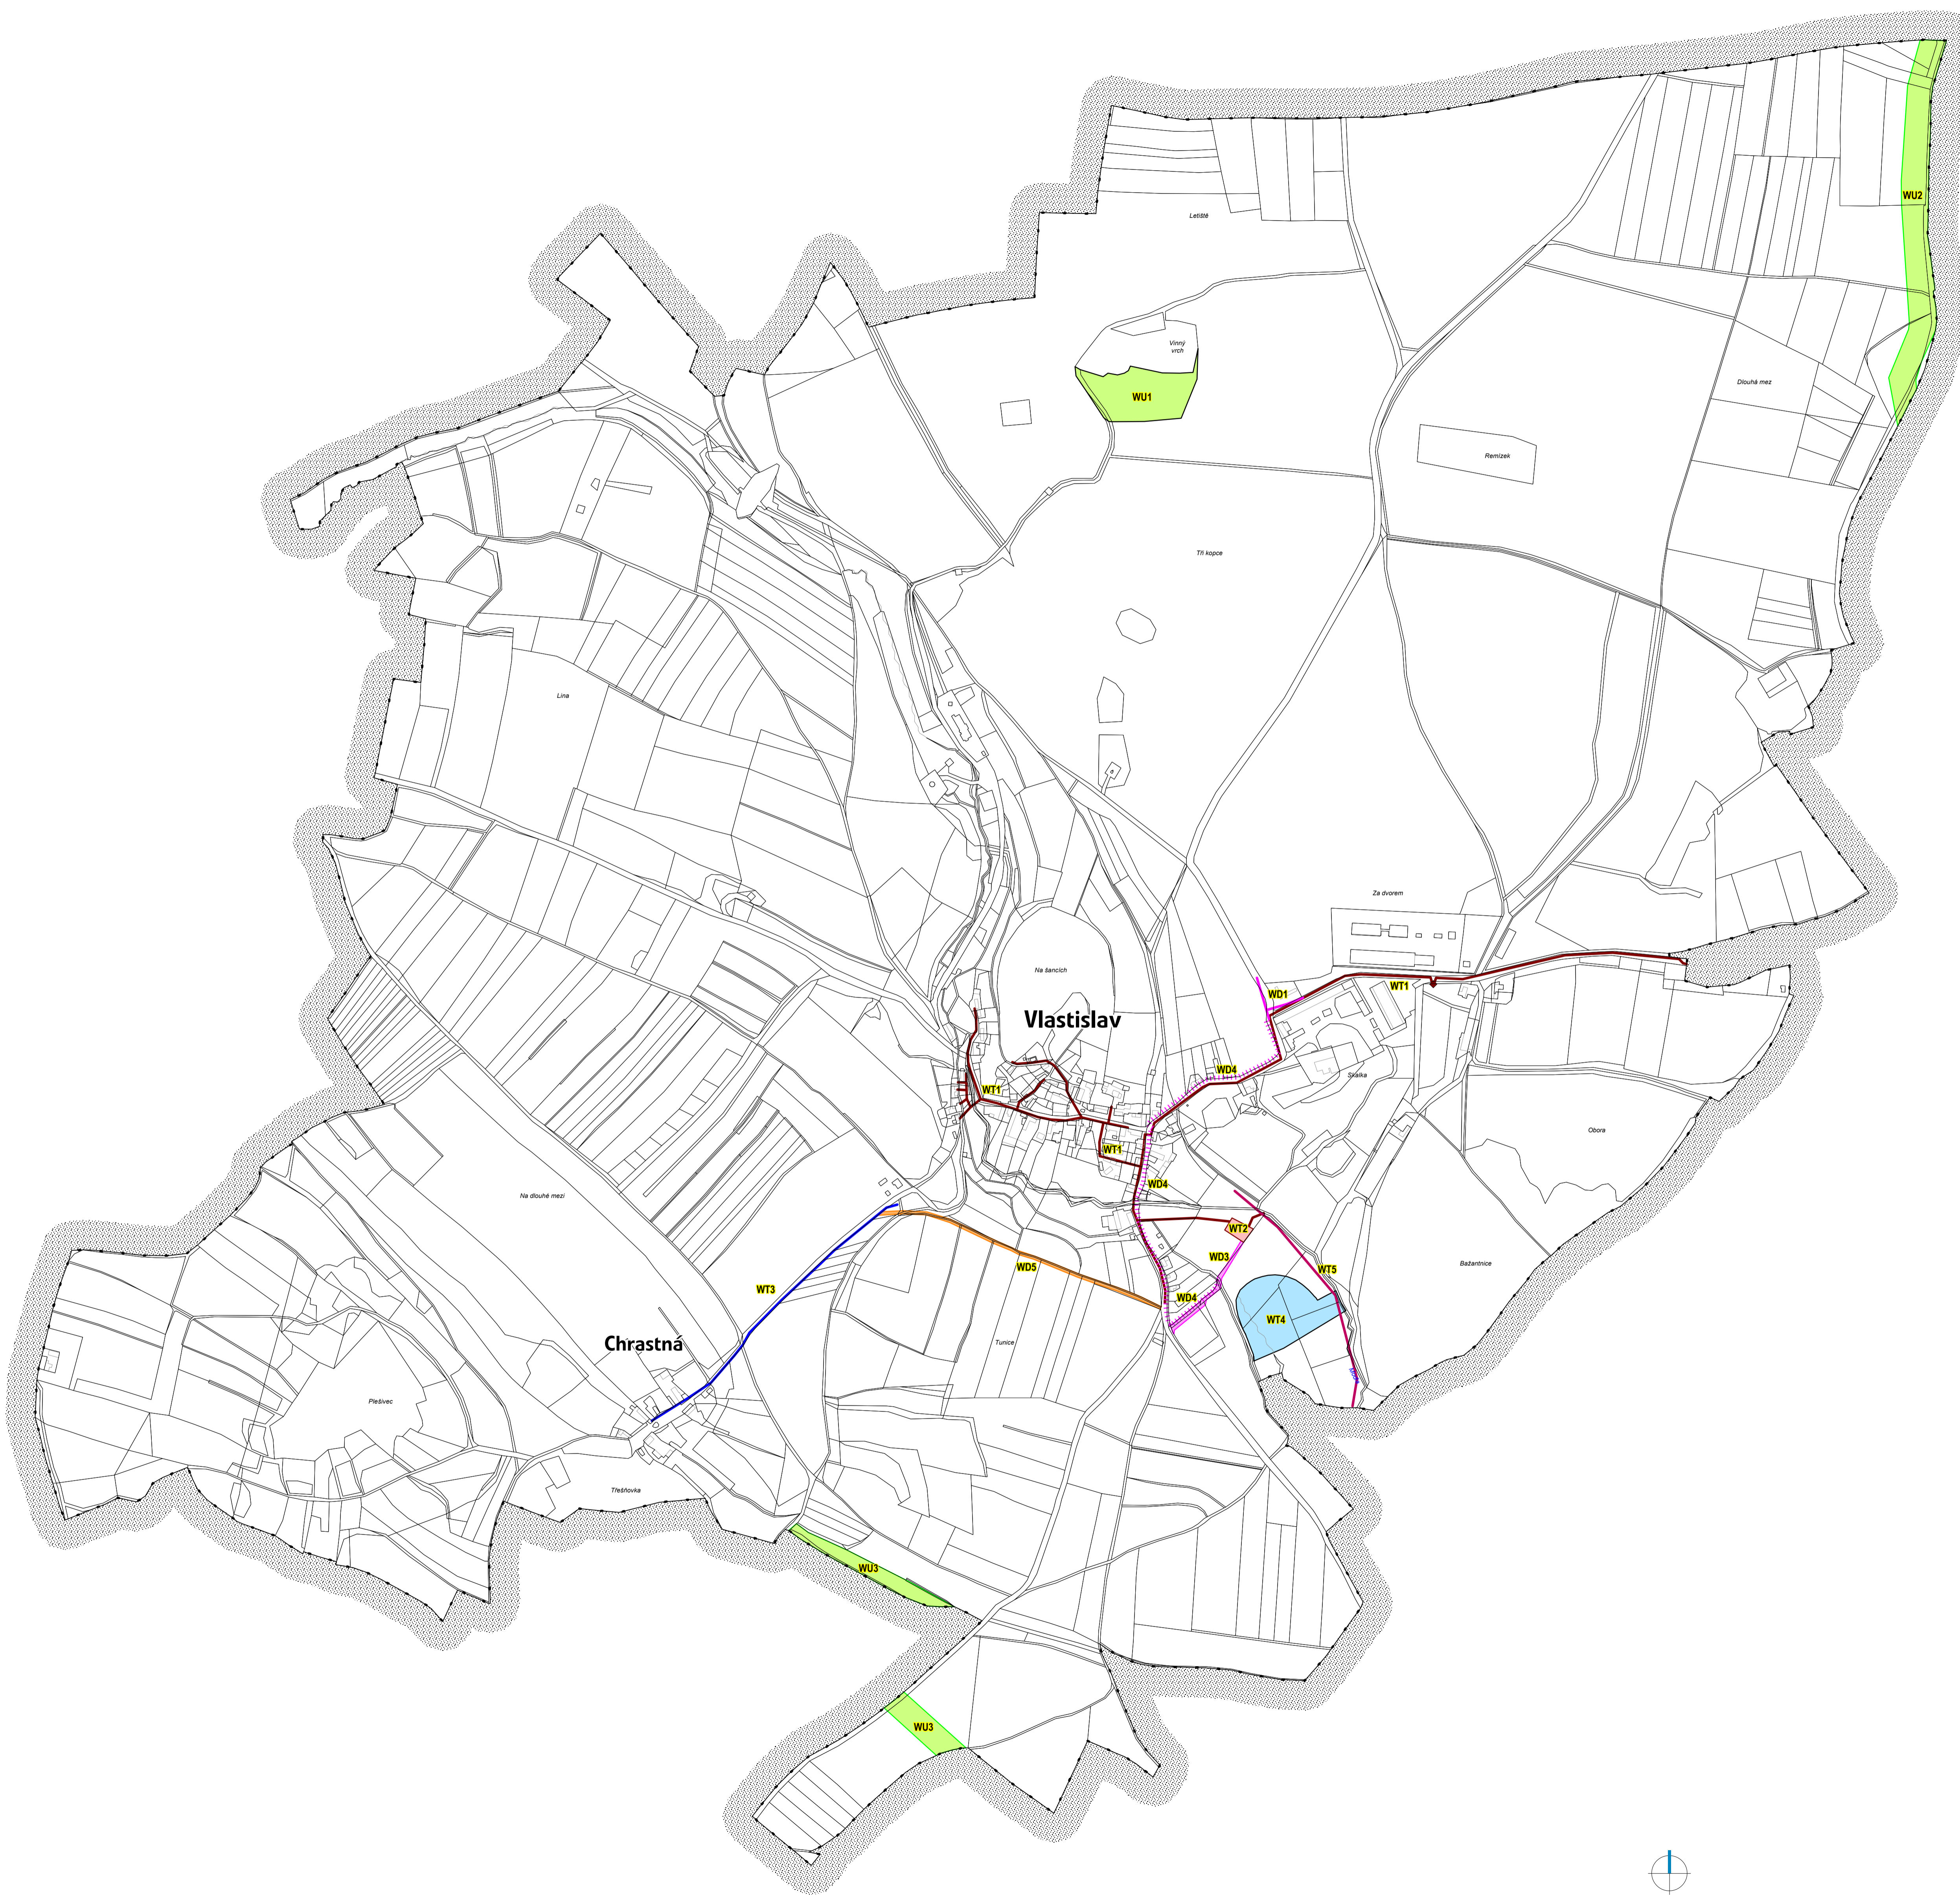 WU2
Letiště
Vinný
vrch
Dlouhá mez
WU1
Remízek
Tři kopce
Lina
Za dvorem
Na šancích
WT1
WD1
Vlastislav
WD4
Skalka
WT1
Obora
WT1
WD4
Na dlouhé mezi
WT2
WD3
Bažantnice
WD5
WT5
WT3
WD4
WT4
Chrastná
Tunice
Plešivec
Třešňovka
WU3
WU3